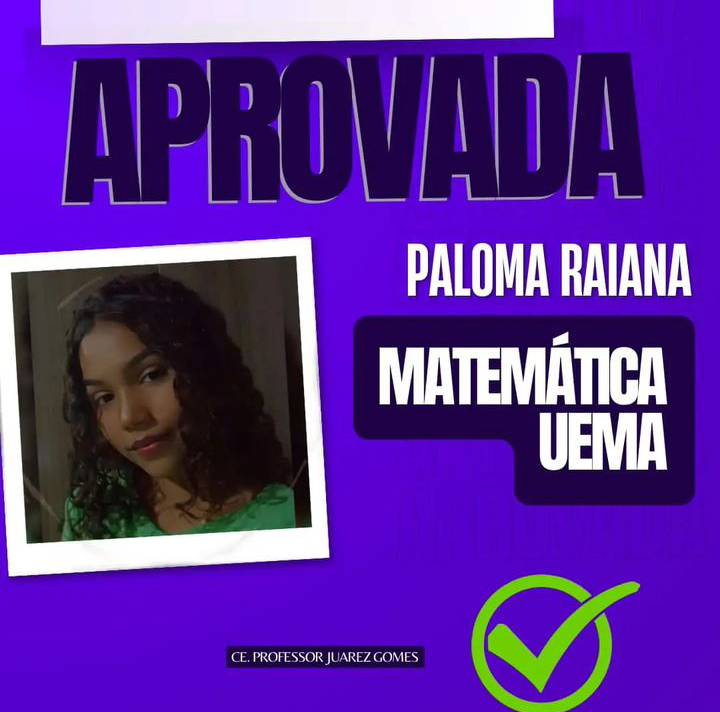 APROVADA
PALOMA RAIANA
MATEMÁTICA
UEMA
CE. PROFESSOR JUAREZ GOMES